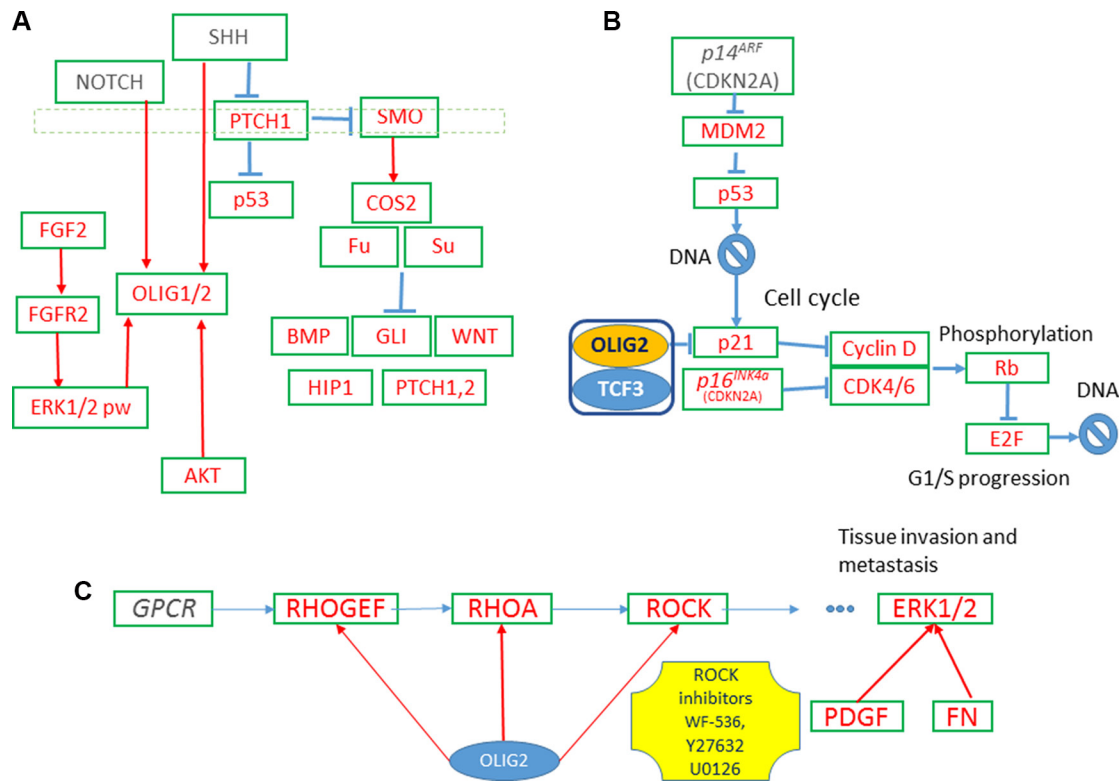 A
SHH
NOTCH
PTCH1
SMO
p53
COS2
FGF2
Fu
Su
OLIG1/2
FGFR2
BMP
GLI
WNT
HIP1
PTCH1,2
ERK1/2 pw
AKT
B
p14ARF
(CDKN2A)
MDM2
p53
DNA
Cell cycle
OLIG2
TCF3
p21
p16INK4a
(CDKN2A)
Cyclin D
CDK4/6
Phosphorylation
Rb
DNA
E2F
G1/S progression
Tissue invasion and
metastasis
C
GPCR
RHOGEF
RHOA
ROCK
ERK1/2
ROCK
inhibitors
WF-536,
Y27632
U0126
PDGF
FN
OLIG2